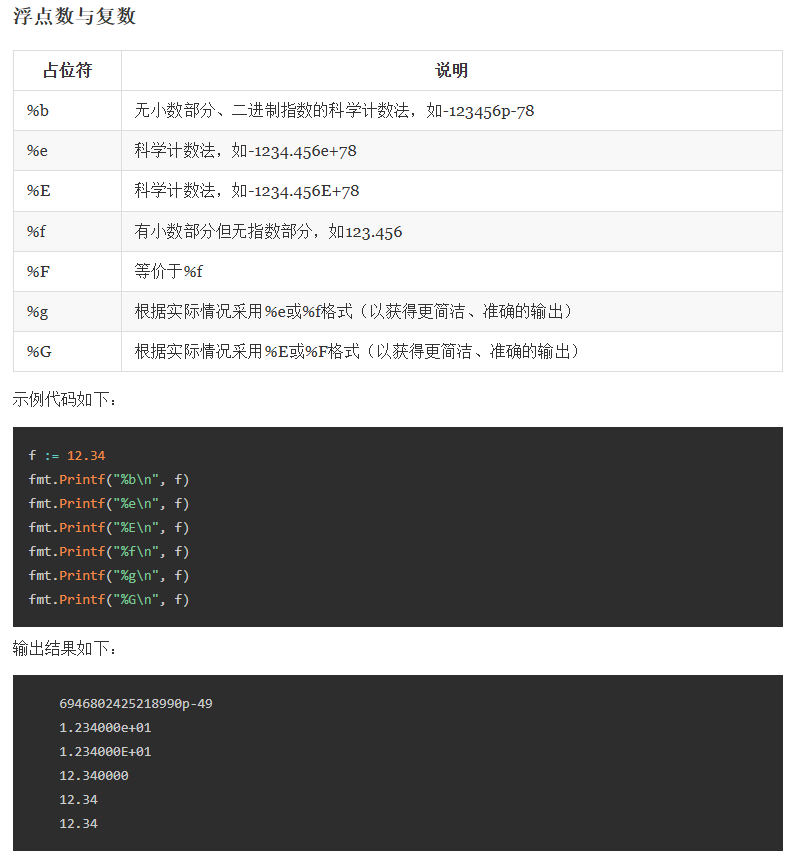 浮点数与复数
占位符 说明
%b 无小数部分、二进制指数的科学计数法，如-123456p-78
%e 科学计数法，如-1234.456e+78
%E 科学计数法，如-1234.456E+78
%f 有小数部分但无指数部分，如123.456
%F 等价于%f
%g 根据实际情况采用%e或%f格式（以获得更简洁、准确的输出）
%G 根据实际情况采用%E或%F格式（以获得更简洁、准确的输出）
示例代码如下：
f := 12.34
fmt.Printf("%b\n", f)
fmt.Printf("%e\n", f)
fmt.Printf("%E\n", f)
fmt.Printf("%f\n", f)
fmt.Printf("%g\n", f)
fmt.Printf("%G\n", f)
输出结果如下：
6946802425218990p-49
1.234000e+01
1.234000E+01
12.340000
12.34
12.34